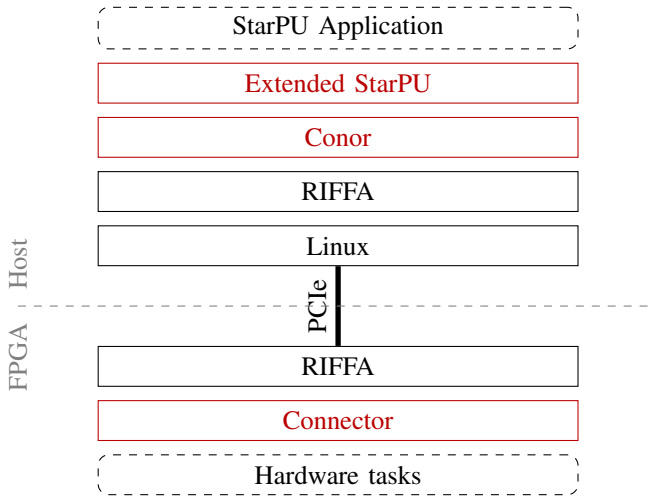 StarPU Application
Extended StarPU
Conor
RIFFA
Linux
Host
PCIe
FPGA
RIFFA
Connector
Hardware tasks